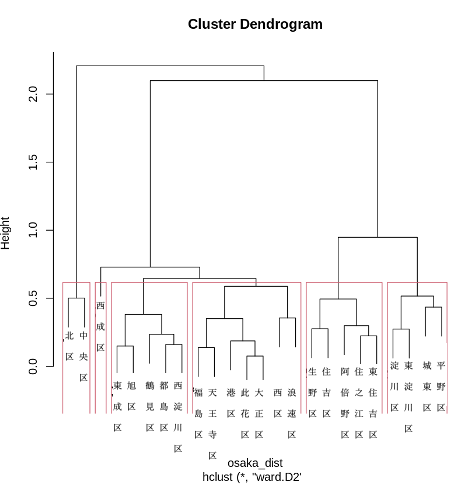 Cluster Dendrogram
Height
2.0
1.5
1.0
0.5
0.0
北区
中央区
西成区
東成区
旭区
鶴見区
都島区
西淀川区
福島区
天王寺区
港区
此花区
大正区
西区
浪速区
生野区
住吉区
阿倍野区
住之江区
東住吉区
淀川区
東淀川区
城東区
平野区
osaka_dist
hclust (*, "ward.D2'